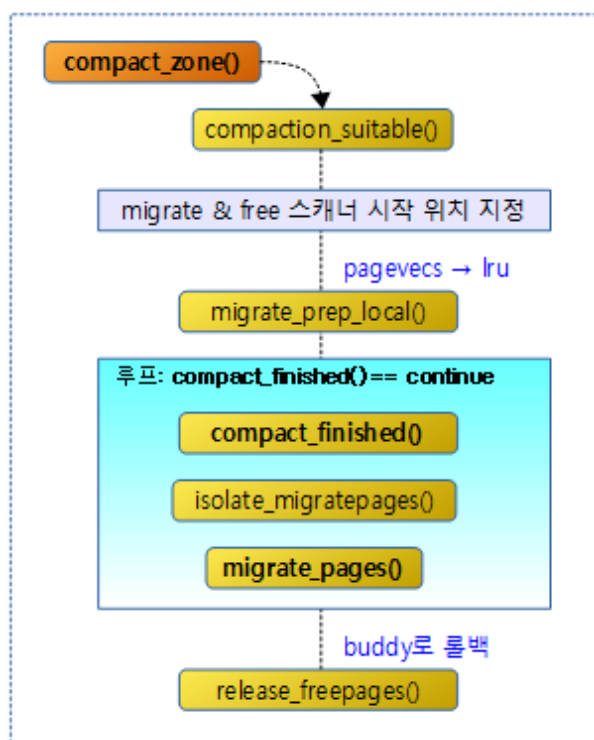 compact_zone()
compaction_suitable()
migrate & free 스캐너 시작 위치 지정
pagevecs → lru
migrate_prep_local()
루프: compact_finished()== continue
compact_finished()
isolate_migratepages()
migrate_pages()
buddy로 롤백
release_freepages()